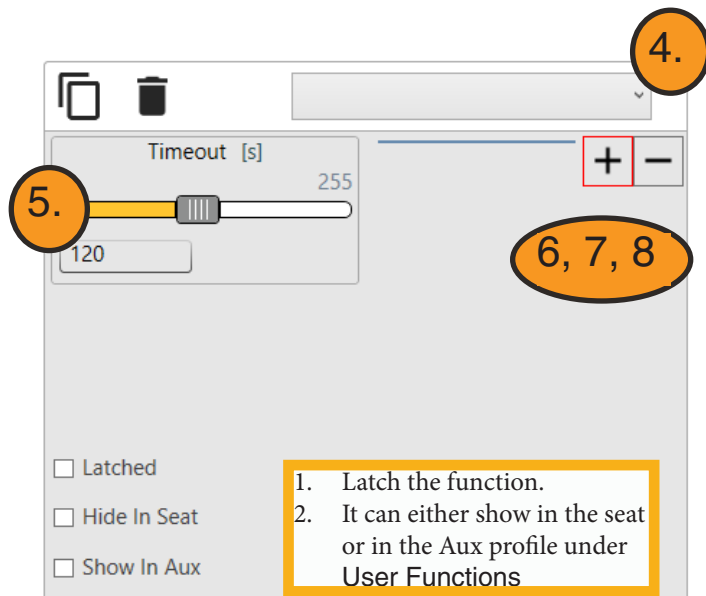 4.
Timeout [s]
255
5.
120
6, 7, 8
Latched
Hide In Seat
Show In Aux
1. Latch the function.
2. It can either show in the seat
or in the Aux profile under
User Functions